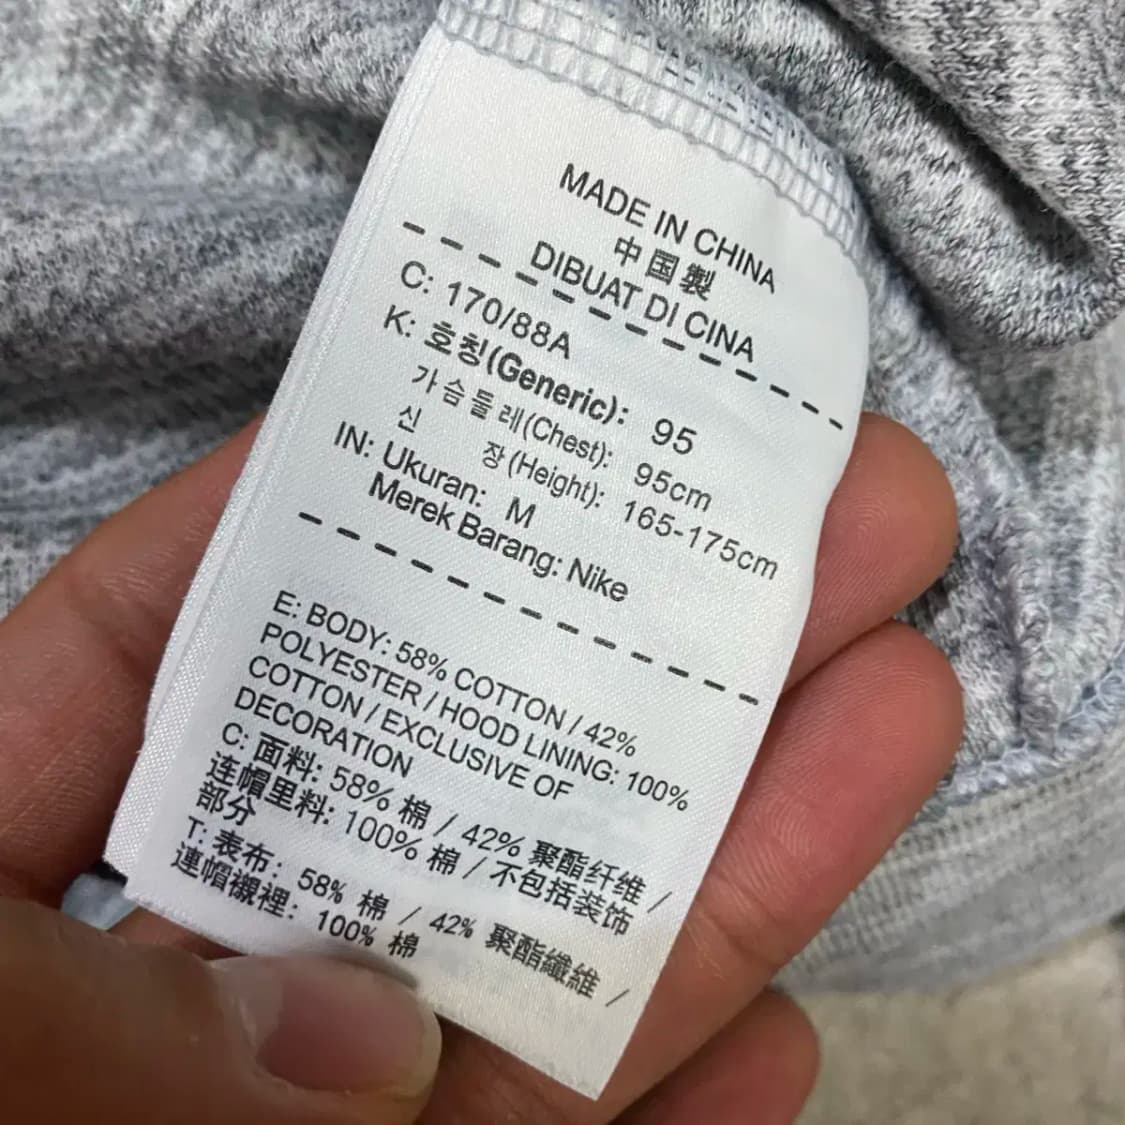 MADE IN CHINA
中国製
DIBUAT DI CINA
C: 170/88A
K: 호칭(Generic): 95
가슴둘레(Chest): 95cm
신 장(Height): 165-175cm
IN: Ukuran: M
Merek Barang: Nike
E: BODY: 58% COTTON / 42%
POLYESTER / HOOD LINING: 100%
COTTON / EXCLUSIVE OF
DECORATION
C: 面料: 58% 棉 / 42% 聚酯纤维 /
连帽里料: 100% 棉 / 不包括装饰
部分
T: 表布: 58% 棉 / 42% 聚酯纖維 /
連帽襯裡: 100% 棉